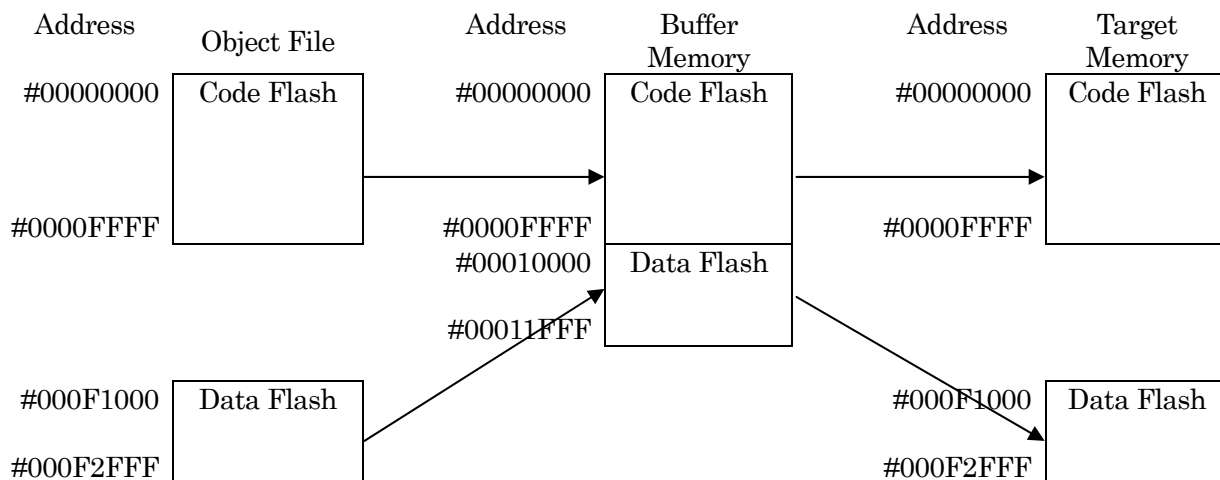 Address Object File Address Buffer Memory Address Target Memory
#00000000 Code Flash #00000000 Code Flash #00000000 Code Flash
#0000FFFF #0000FFFF #0000FFFF
#00010000 Data Flash
#00011FFF
#000F1000 Data Flash #000F1000 Data Flash
#000F2FFF #000F2FFF